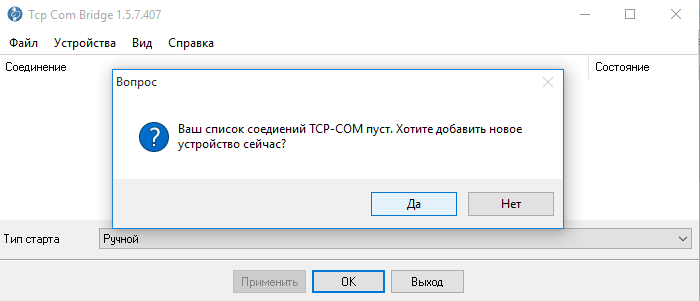 Tcp Com Bridge 1.5.7.407
Файл Устройства Вид Справка
Соединение Состояние
Вопрос
Ваш список соедиений TCP-COM пуст. Хотите добавить новое
устройство сейчас?
Да Нет
Тип старта Ручной
Применить OK Выход